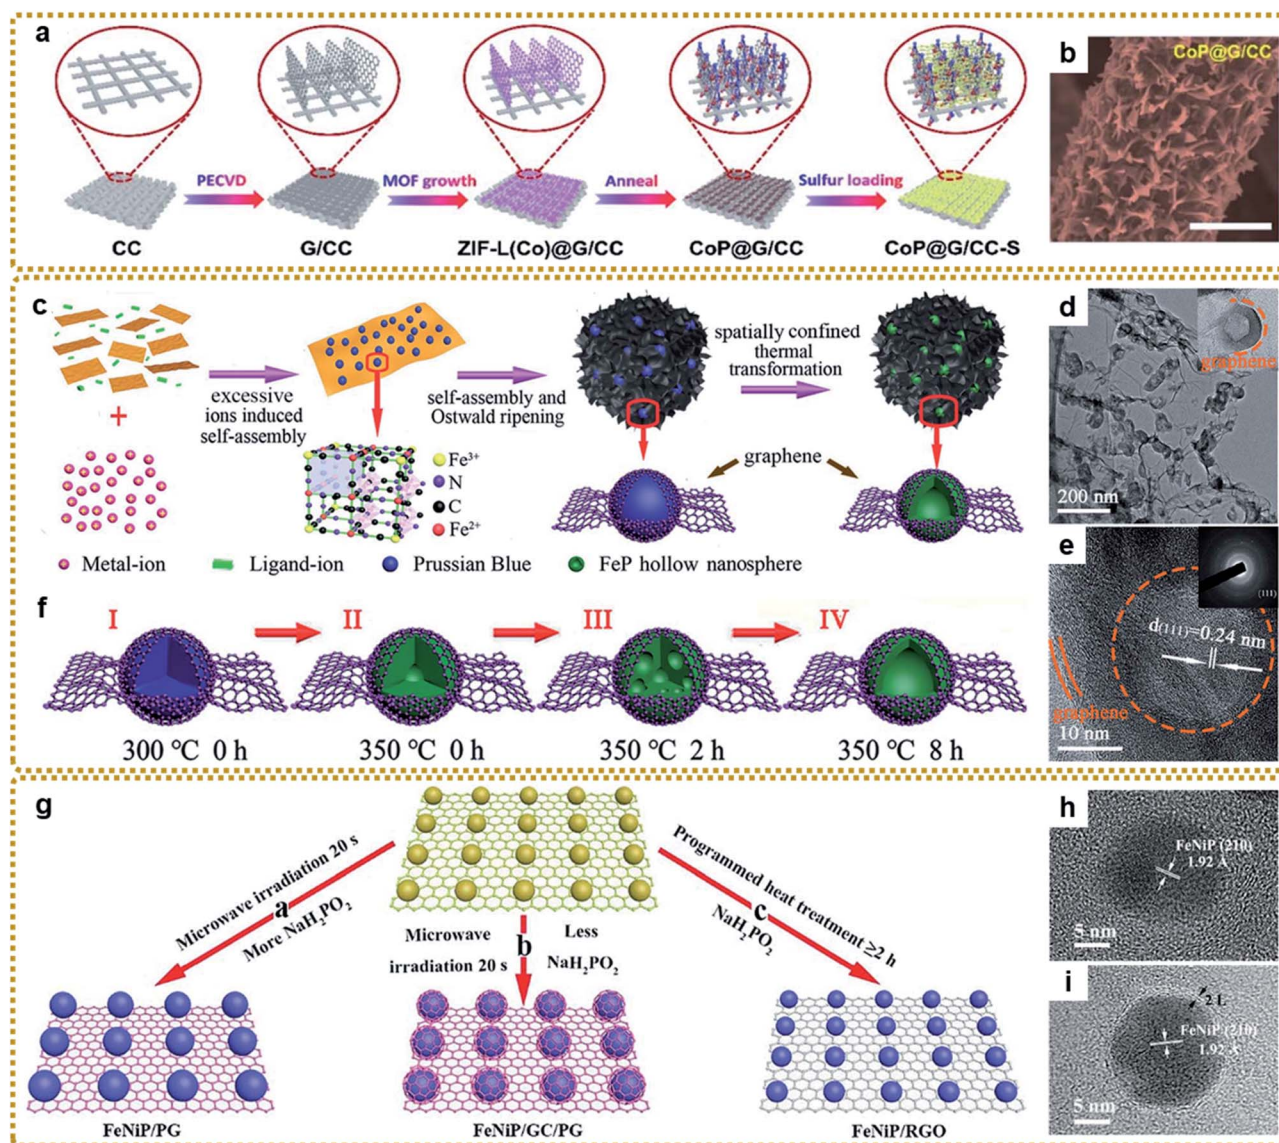 a
PECVD
MOF growth
Anneal
Sulfur loading
CC
G/CC
ZIF-L(Co)@G/CC
CoP@G/CC
CoP@G/CC-S
b
CoP@G/CC
c
+
excessive
ions induced
self-assembly
self-assembly and
Ostwald ripening
spatially confined
thermal
transformation
Fe³⁺
N
C
Fe²⁺
graphene
Metal-ion
Ligand-ion
Prussian Blue
FeP hollow nanosphere
d
graphene
200 nm
e
(111)
d(111)=0.24 nm
graphene
10 nm
f
I
II
III
IV
300 ℃ 0 h
350 ℃ 0 h
350 ℃ 2 h
350 ℃ 8 h
g
Microwave irradiation 20 s
a
More NaH₂PO₂
Microwave
irradiation 20 s
b
Less
NaH₂PO₂
Programmed heat treatment ≥2 h
c
NaH₂PO₂
FeNiP/PG
FeNiP/GC/PG
FeNiP/RGO
h
FeNiP (210)
1.92 Å
5 nm
i
2 L
FeNiP (210)
1.92 Å
5 nm